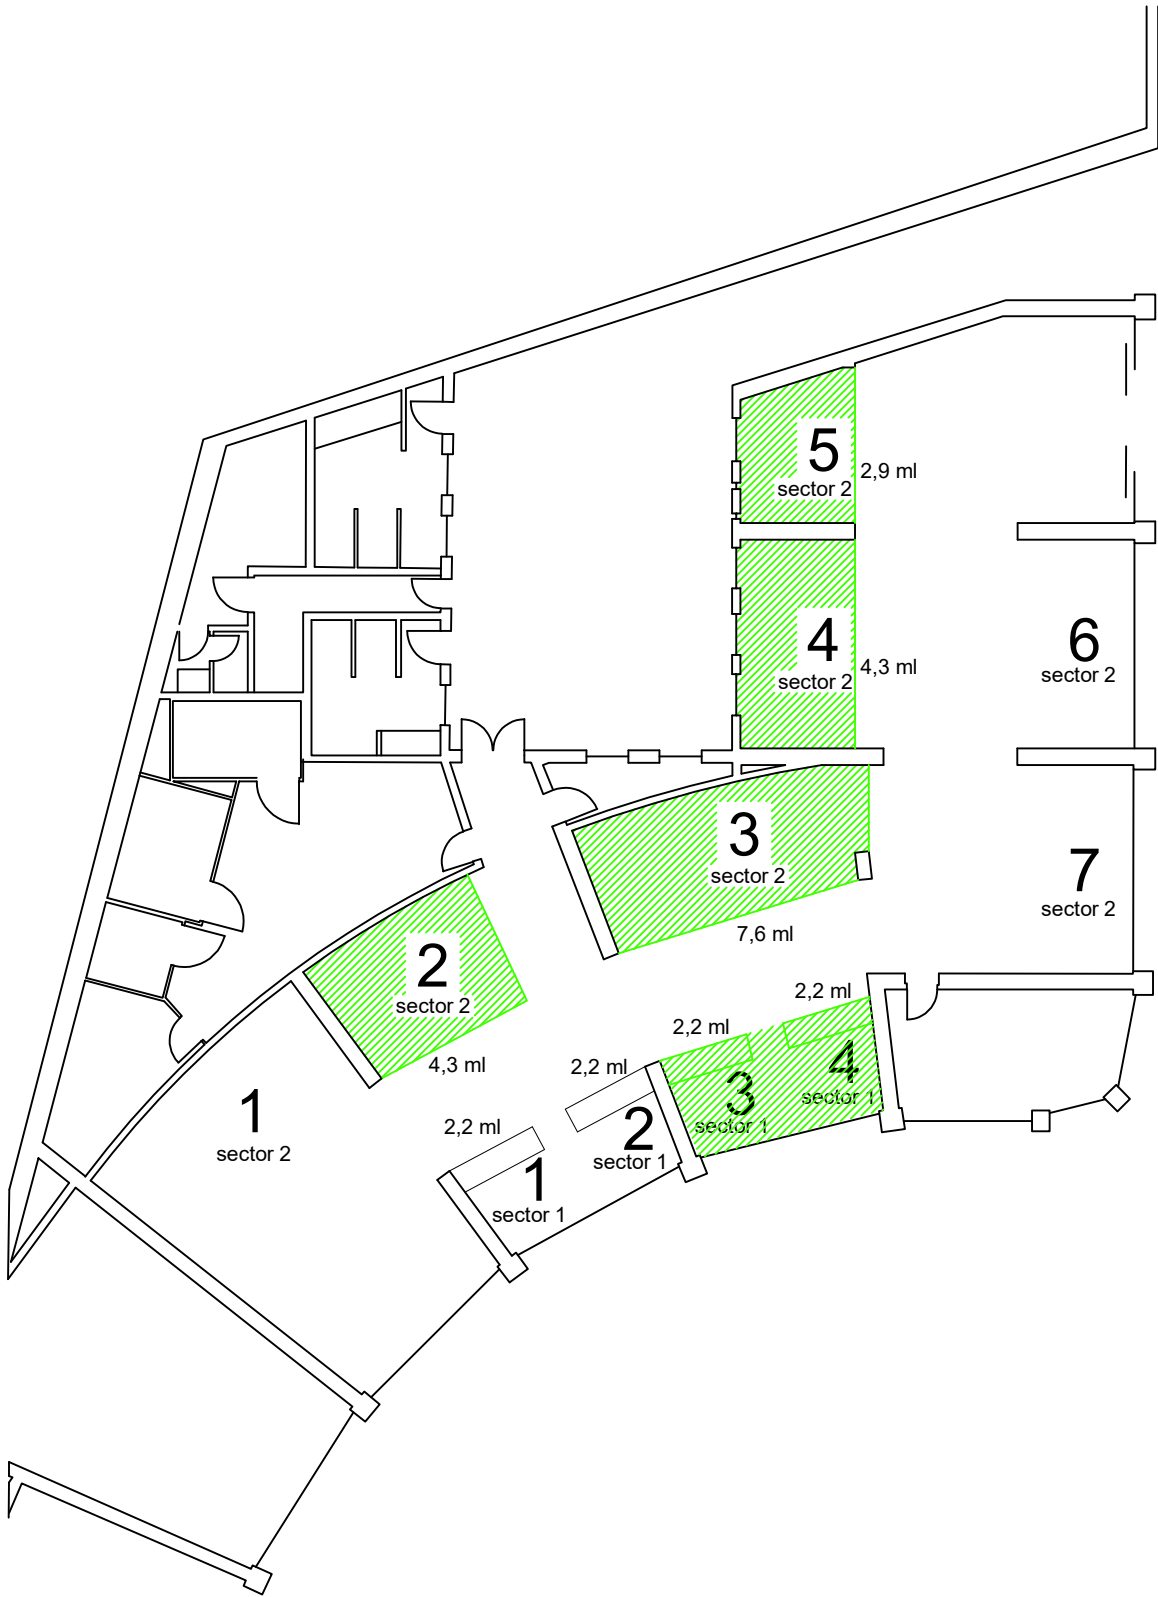 5
sector 2
2,9 ml
4
sector 2
4,3 ml
6
sector 2
3
sector 2
7,6 ml
7
sector 2
2
sector 2
4,3 ml
2,2 ml
2,2 ml
4
sector 1
3
sector 1
2,2 ml
2
sector 1
2,2 ml
1
sector 1
1
sector 2